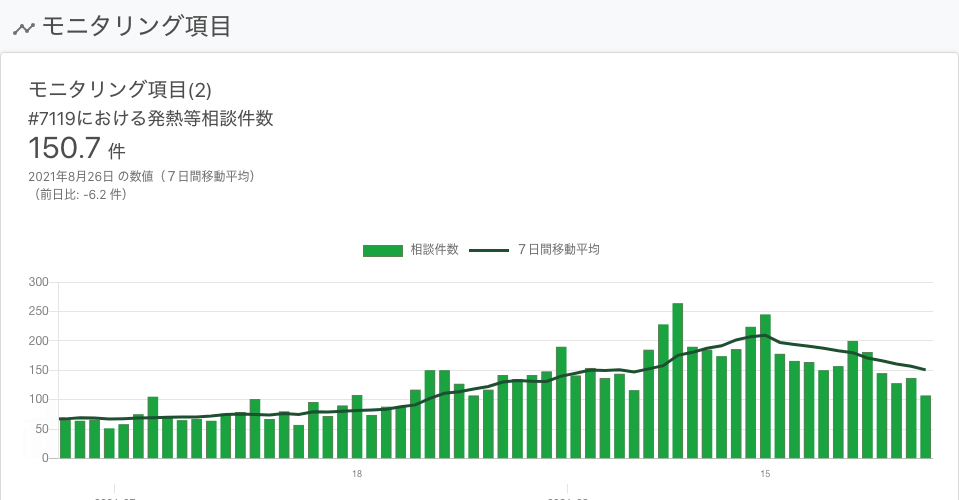 モニタリング項目
モニタリング項目(2)
#7119における発熱等相談件数
150.7 件
2021年8月26日 の数値（７日間移動平均）
（前日比: -6.2 件）
相談件数 ７日間移動平均
300
250
200
150
100
50
0
18 15